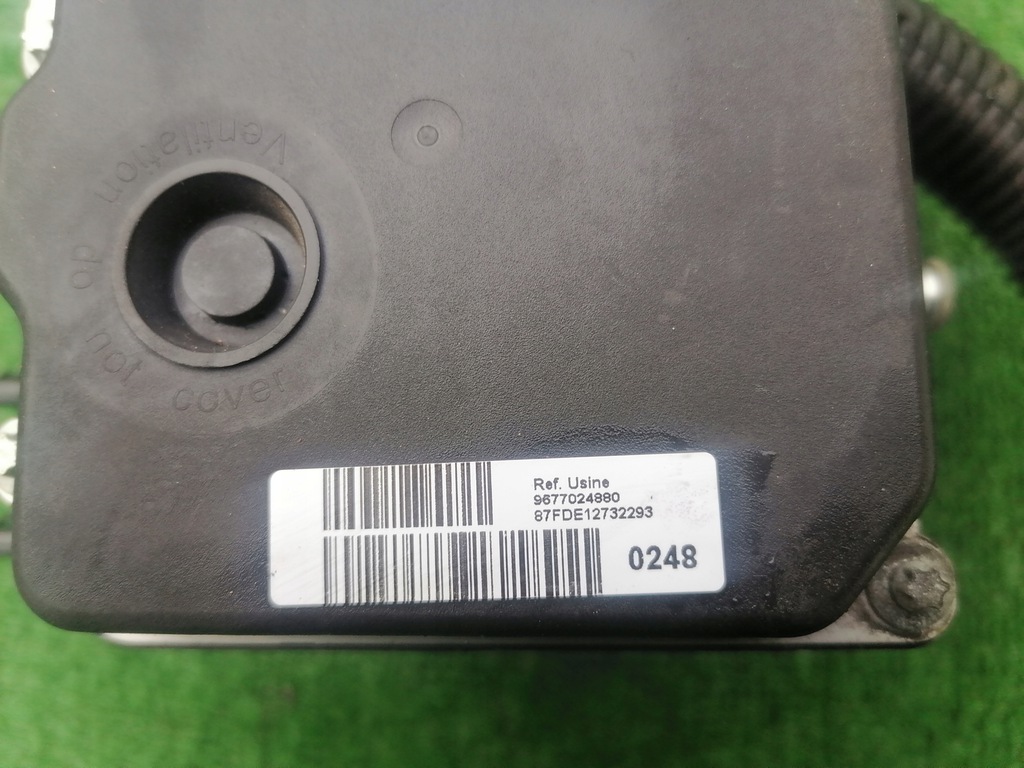 Ventilation do not cover
Ref. Usine
9677024880
87FDE12732293
0248